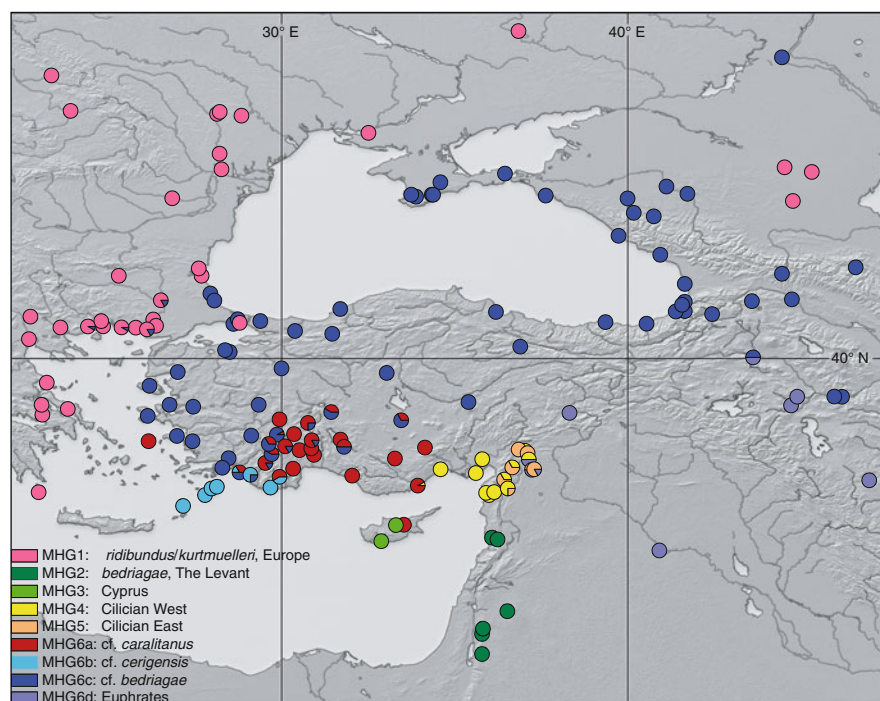 30° 40° E
40° N
MHG1: ridibundus/kurtmuelleri, Europe
MHG2: bedriagae, The Levant
MHG3: Cyprus
MHG4: Cilician West
MHG5: Cilician East
MHG6a: cf. caralitanus
MHG6b: cf. cerigensis
MHG6c: cf. bedriagae
MHG6d: Euphrates